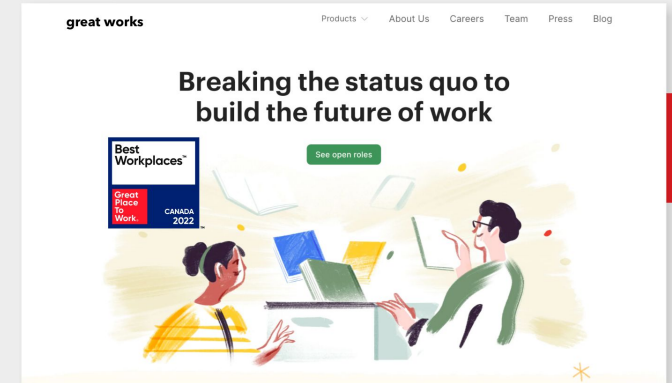 great works
Products
About Us
Careers
Team
Press
Blog
Breaking the status quo to
build the future of work
See open roles
Best
Workplaces™
Great
Place
To
Work.
CANADA
2022
™